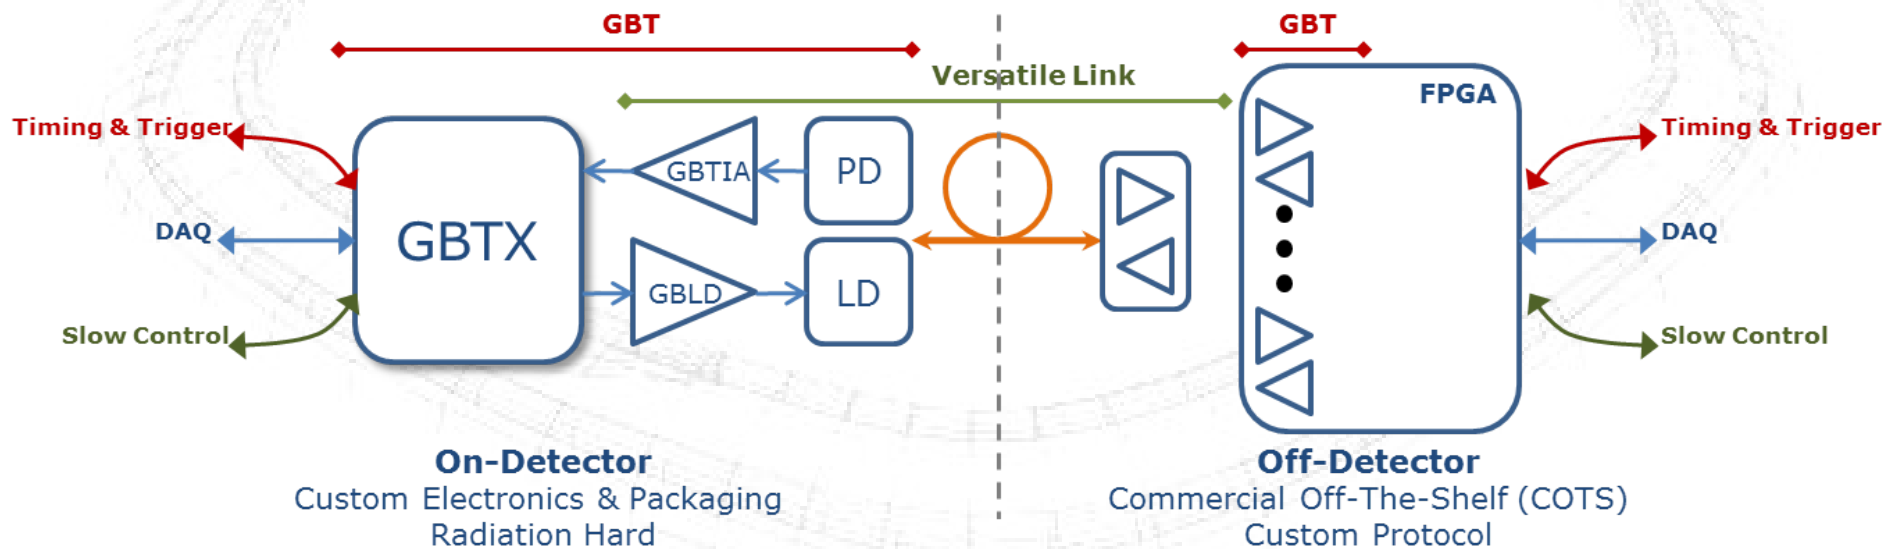 GBT
GBT
Versatile Link
FPGA
Timing & Trigger
GBTIA
PD
Timing & Trigger
DAQ
GBTX
DAQ
GBLD
LD
Slow Control
Slow Control
On-Detector
Custom Electronics & Packaging
Radiation Hard
Off-Detector
Commercial Off-The-Shelf (COTS)
Custom Protocol